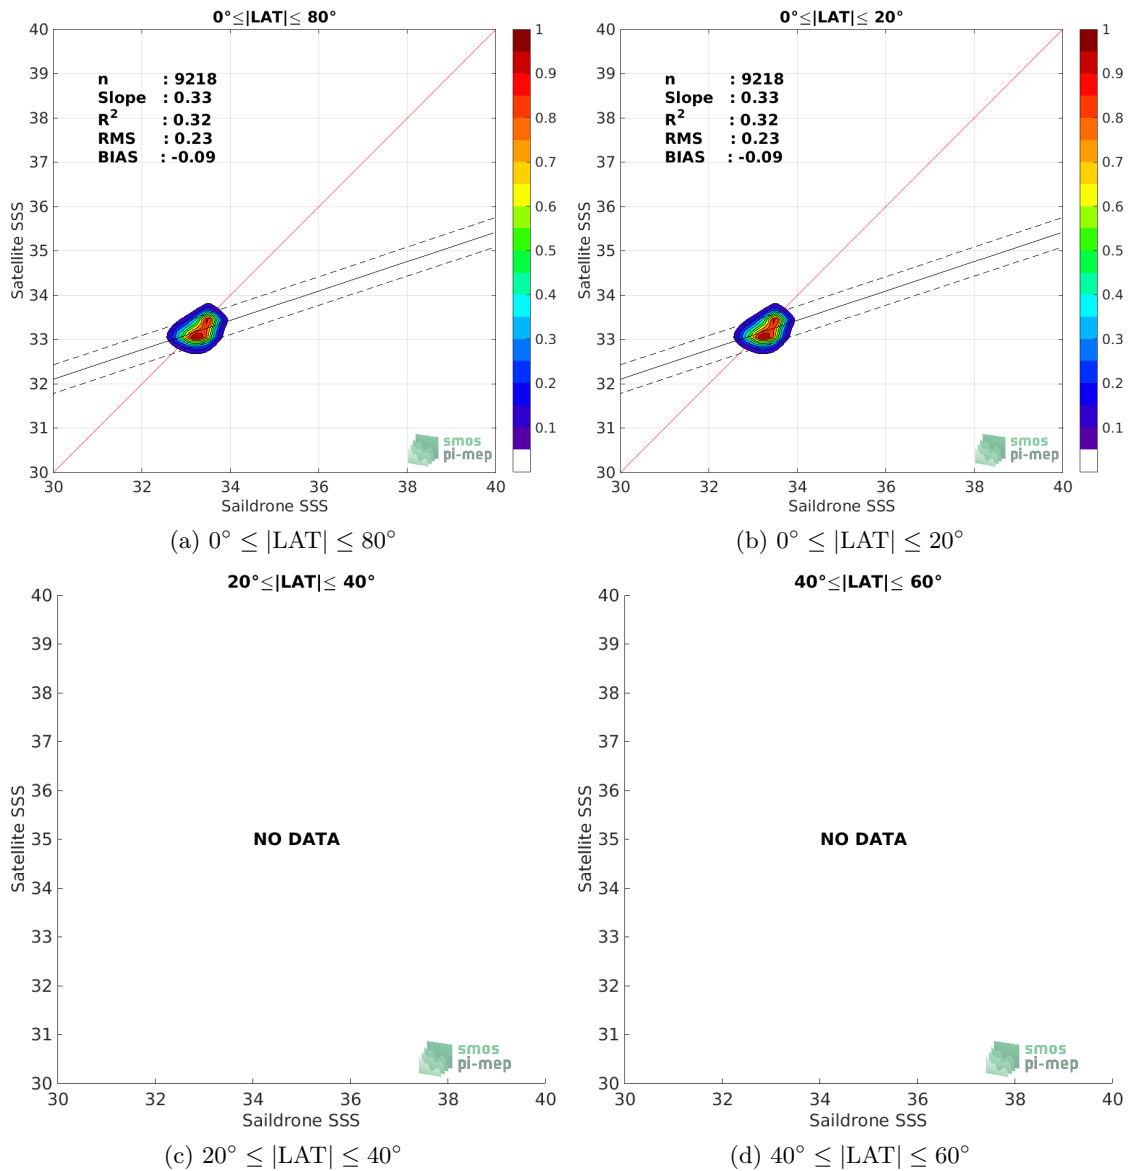 0°≤|LAT|≤ 80°
40
39
38
37
36
35
34
33
32
31
30
30 32 34 36 38 40
Satellite SSS
Saildrone SSS
n : 9218
Slope : 0.33
R² : 0.32
RMS : 0.23
BIAS : -0.09
smos
pi-mep
1
0.9
0.8
0.7
0.6
0.5
0.4
0.3
0.2
0.1
(a) 0° ≤ |LAT| ≤ 80°
0°≤|LAT|≤ 20°
40
39
38
37
36
35
34
33
32
31
30
30 32 34 36 38 40
Satellite SSS
Saildrone SSS
n : 9218
Slope : 0.33
R² : 0.32
RMS : 0.23
BIAS : -0.09
smos
pi-mep
1
0.9
0.8
0.7
0.6
0.5
0.4
0.3
0.2
0.1
(b) 0° ≤ |LAT| ≤ 20°
20°≤|LAT|≤ 40°
40
39
38
37
36
35
34
33
32
31
30
30 32 34 36 38 40
Satellite SSS
Saildrone SSS
NO DATA
smos
pi-mep
(c) 20° ≤ |LAT| ≤ 40°
40°≤|LAT|≤ 60°
40
39
38
37
36
35
34
33
32
31
30
30 32 34 36 38 40
Satellite SSS
Saildrone SSS
NO DATA
smos
pi-mep
(d) 40° ≤ |LAT| ≤ 60°